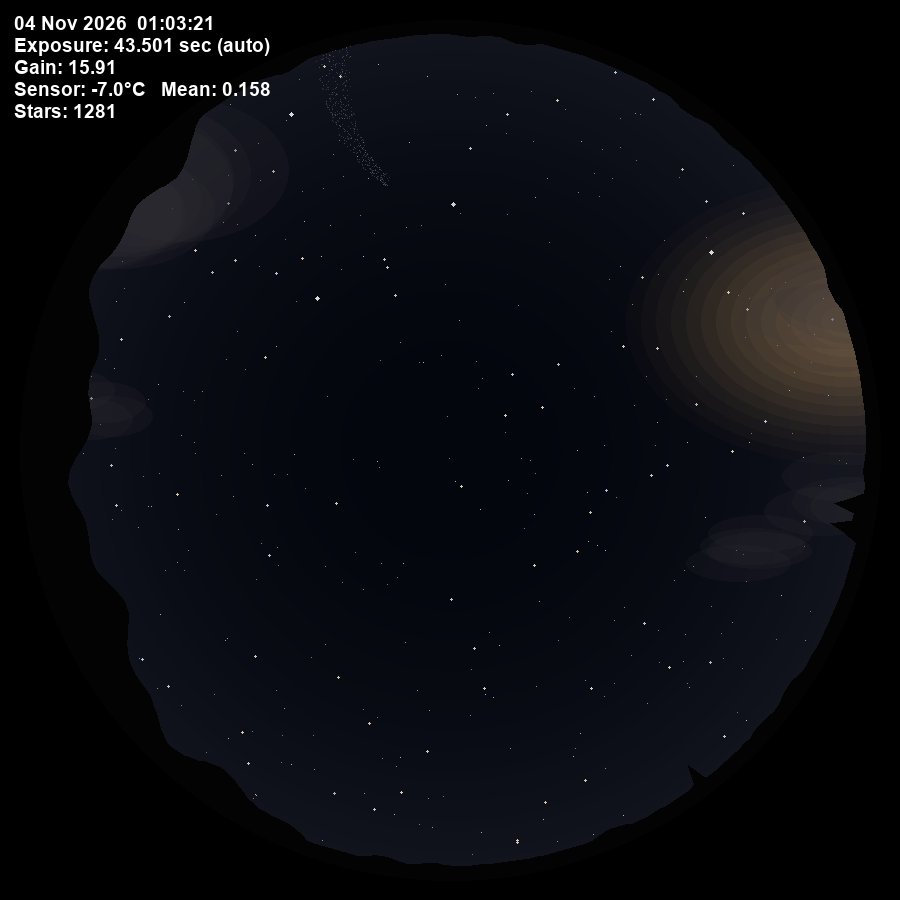 04 Nov 2026  01:03:21
Exposure: 43.501 sec (auto)
Gain: 15.91
Sensor: -7.0°C   Mean: 0.158
Stars: 1281